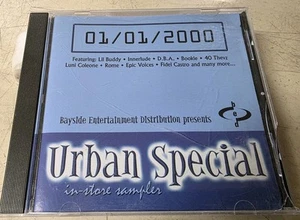 01/01/2000
Featuring: Lil Buddy • Innerlude • D.B.A. • Bookie • 40 Thevz
Luni Coleone • Rome • Epic Voices • Fidel Castro and many more...
Bayside Entertainment Distribution presents
Urban Special
in-store sampler